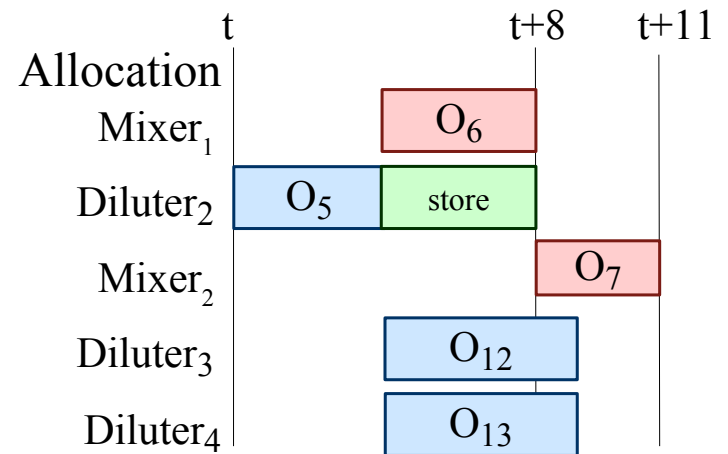 t t+8 t+11
Allocation
Mixer₁ O₆
Diluter₂ O₅ store
Mixer₂ O₇
Diluter₃ O₁₂
Diluter₄ O₁₃